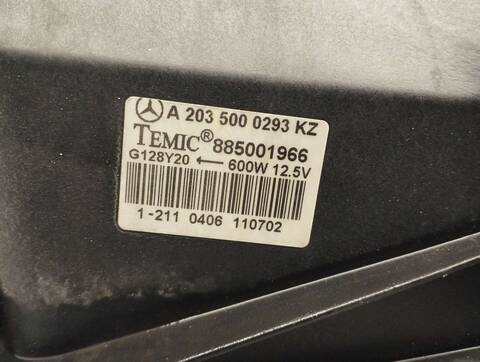 A 203 500 0293 KZ
TEMIC® 885001966
G128Y20 ← 600W 12.5V
1-211 0406 110702